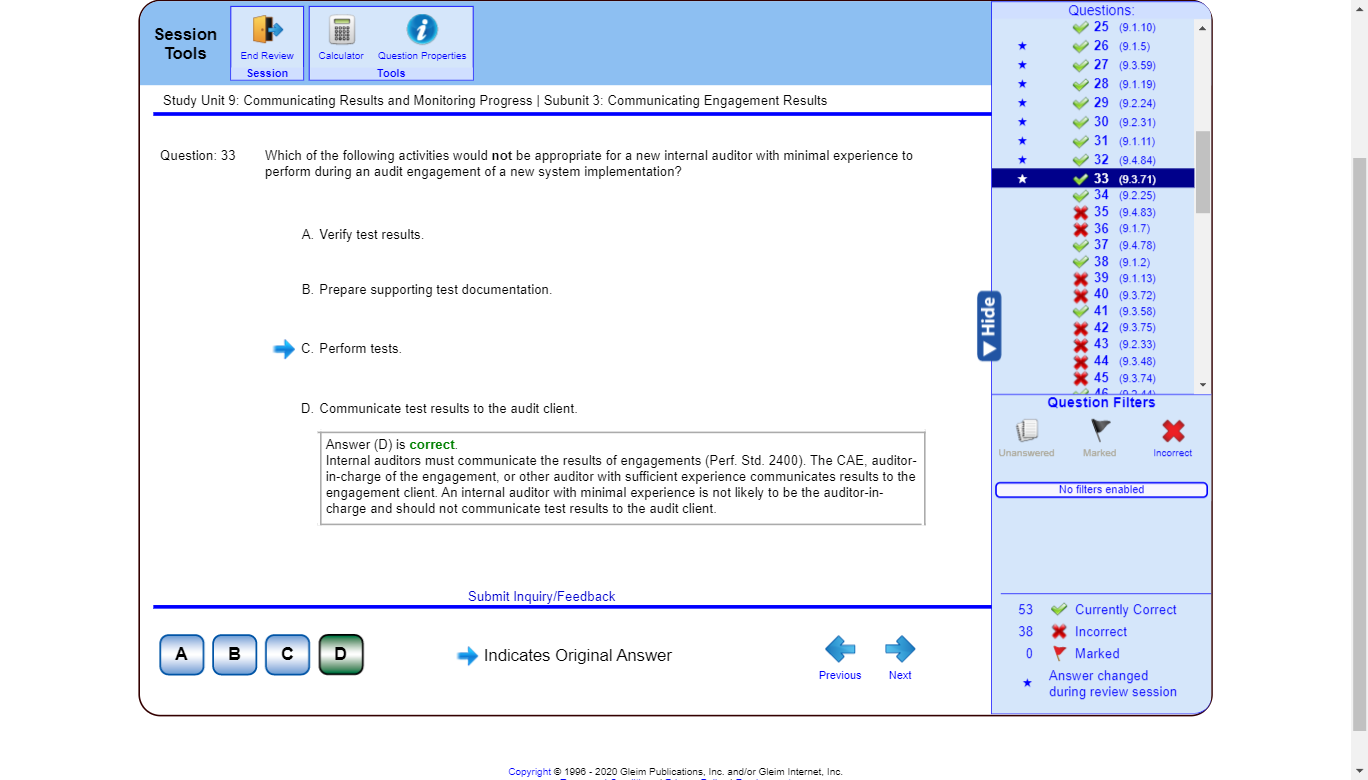 Session
Tools
End Review
Session
Calculator
Question Properties
Tools
Study Unit 9: Communicating Results and Monitoring Progress | Subunit 3: Communicating Engagement Results
Question: 33
Which of the following activities would not be appropriate for a new internal auditor with minimal experience to
perform during an audit engagement of a new system implementation?
A. Verify test results.
B. Prepare supporting test documentation.
C. Perform tests.
D. Communicate test results to the audit client.
Answer (D) is correct.
Internal auditors must communicate the results of engagements (Perf. Std. 2400). The CAE, auditor-
in-charge of the engagement, or other auditor with sufficient experience communicates results to the
engagement client. An internal auditor with minimal experience is not likely to be the auditor-in-
charge and should not communicate test results to the audit client.
Submit Inquiry/Feedback
A B C D
Indicates Original Answer
Previous
Next
Questions:
25 (9.1.10)
26 (9.1.5)
27 (9.3.59)
28 (9.1.19)
29 (9.2.24)
30 (9.2.31)
31 (9.1.11)
32 (9.4.84)
33 (9.3.71)
34 (9.2.25)
35 (9.4.83)
36 (9.1.7)
37 (9.4.78)
38 (9.1.2)
39 (9.1.13)
40 (9.3.72)
41 (9.3.58)
42 (9.3.75)
43 (9.2.33)
44 (9.3.48)
45 (9.3.74)
Hide
Question Filters
Unanswered
Marked
Incorrect
No filters enabled
53 Currently Correct
38 Incorrect
0 Marked
Answer changed
during review session
Copyright © 1996 - 2020 Gleim Publications, Inc. and/or Gleim Internet, Inc.